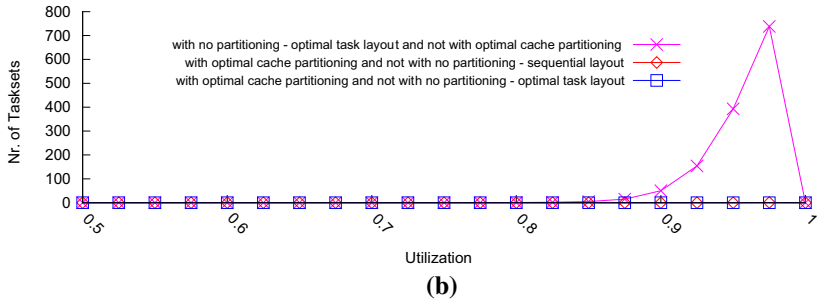 800
700
600
500
400
300
200
100
0
Nr. of Tasksets
with no partitioning - optimal task layout and not with optimal cache partitioning
with optimal cache partitioning and not with no partitioning - sequential layout
with optimal cache partitioning and not with no partitioning - optimal task layout
0.5
0.6
0.7
0.8
0.9
1
Utilization
(b)